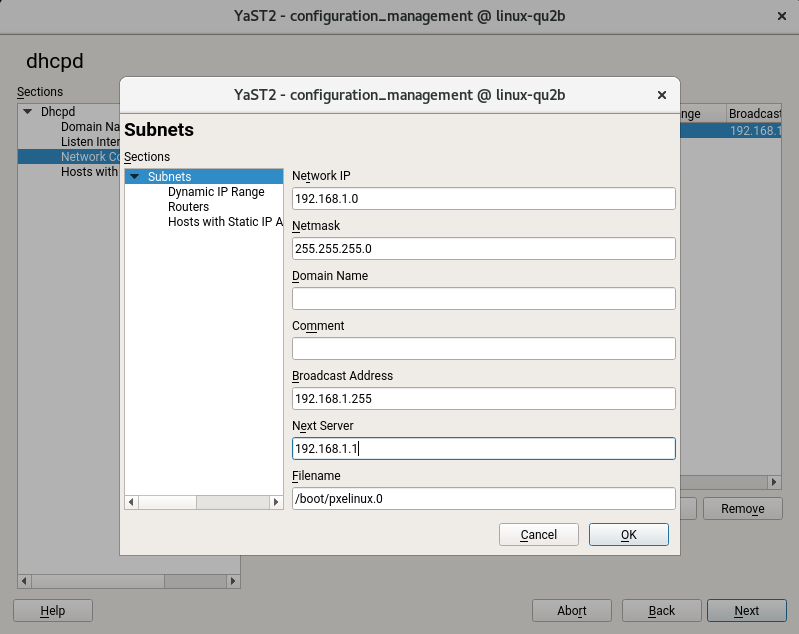 YaST2 - configuration_management @ linux-qu2b
dhcpd
Sections
Dhcpd
Domain Na
Listen Inter
Network Co
Hosts with
nge
Broadcast
192.168.1
YaST2 - configuration_management @ linux-qu2b
Subnets
Sections
Subnets
Dynamic IP Range
Routers
Hosts with Static IP A
Network IP
192.168.1.0
Netmask
255.255.255.0
Domain Name
Comment
Broadcast Address
192.168.1.255
Next Server
192.168.1.1
Filename
/boot/pxelinux.0
Cancel
OK
Remove
Help
Abort
Back
Next